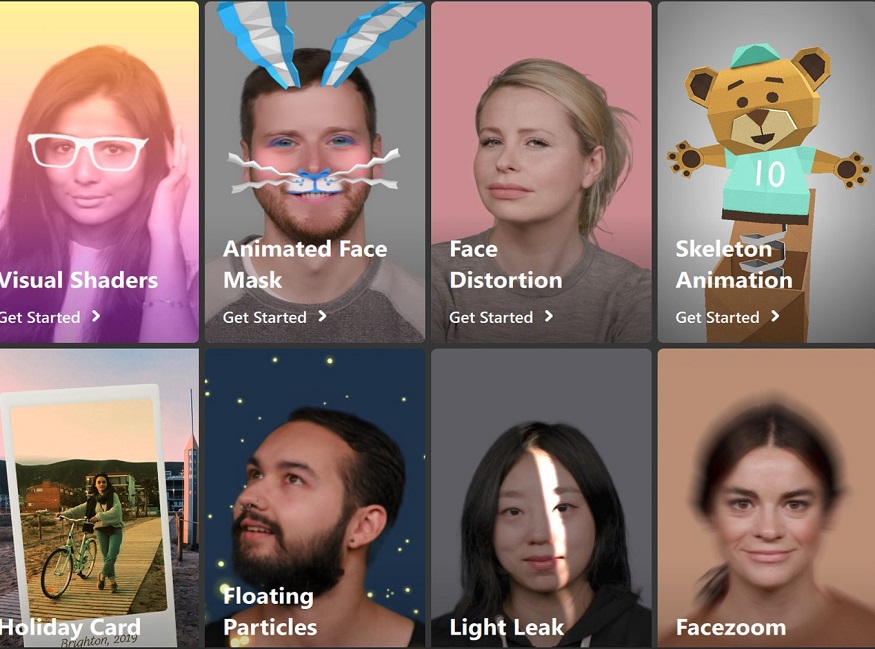 Visual Shaders
Get Started
Animated Face
Mask
Get Started
Face
Distortion
Get Started
10
Skeleton
Animation
Get Started
Brighton, 2019
Holiday Card
Floating
Particles
Light Leak
Facezoom